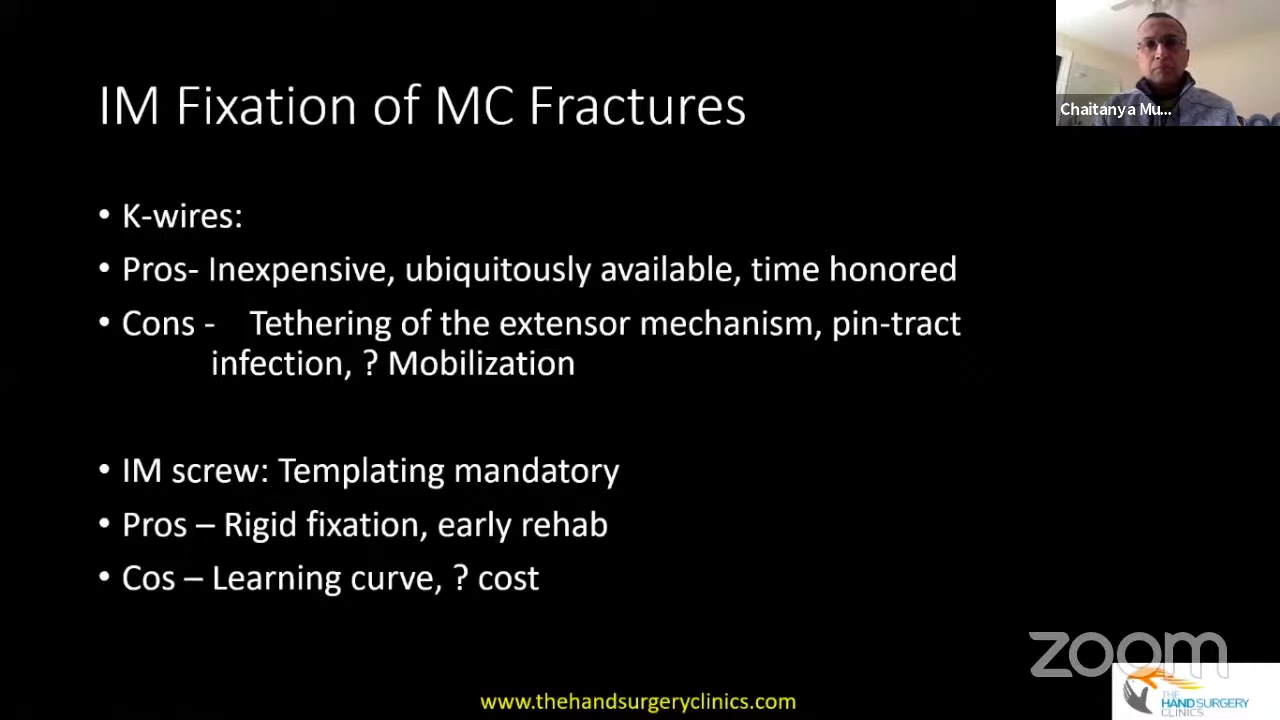 IM Fixation of MC Fractures
Chaitanya Mu...
• K-wires:
• Pros- Inexpensive, ubiquitously available, time honored
• Cons - Tethering of the extensor mechanism, pin-tract
infection, ? Mobilization
• IM screw: Templating mandatory
• Pros – Rigid fixation, early rehab
• Cos – Learning curve, ? cost
zoom
www.thehandsurgeryclinics.com
THE
HANDSURGERY
CLINICS